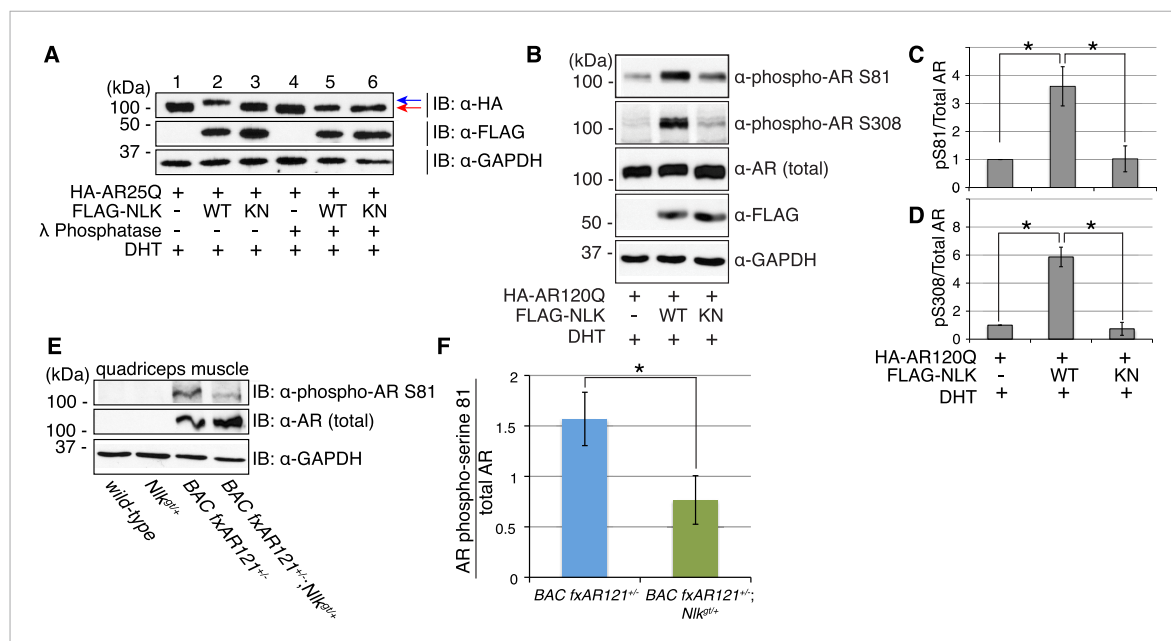 A
(kDa) 1 2 3 4 5 6
100 - IB: α-HA
50 - IB: α-FLAG
37 - IB: α-GAPDH
HA-AR25Q + + + + + +
FLAG-NLK - WT KN - WT KN
λ Phosphatase - - - + + +
DHT + + + + + +
B
(kDa)
100 - α-phospho-AR S81
100 - α-phospho-AR S308
100 - α-AR (total)
50 - α-FLAG
37 - α-GAPDH
HA-AR120Q + + +
FLAG-NLK - WT KN
DHT + + +
C
pS81/Total AR
5
4
3
2
1
0
* *
D
pS308/Total AR
8
6
4
2
0
* *
HA-AR120Q + + +
FLAG-NLK - WT KN
DHT + + +
E
quadriceps muscle
(kDa)
100 - IB: α-phospho-AR S81
100 - IB: α-AR (total)
37 - IB: α-GAPDH
wild-type
Nlkgt/+
BAC fxAR121+/-
BAC fxAR121+/-;Nlkgt/+
F
AR phospho-serine 81
total AR
2
1.5
1
0.5
0
*
BAC fxAR121+/-
BAC fxAR121+/-;
Nlkgt/+